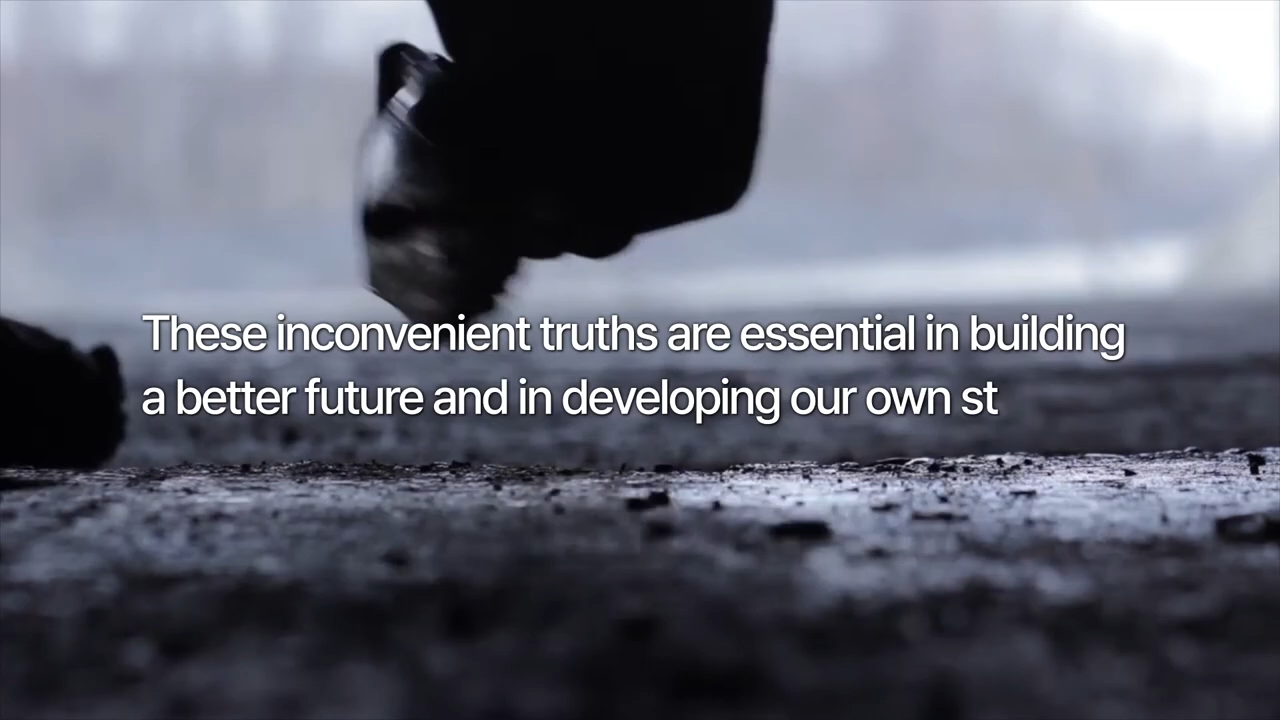 These inconvenient truths are essential in building
a better future and in developing our own st